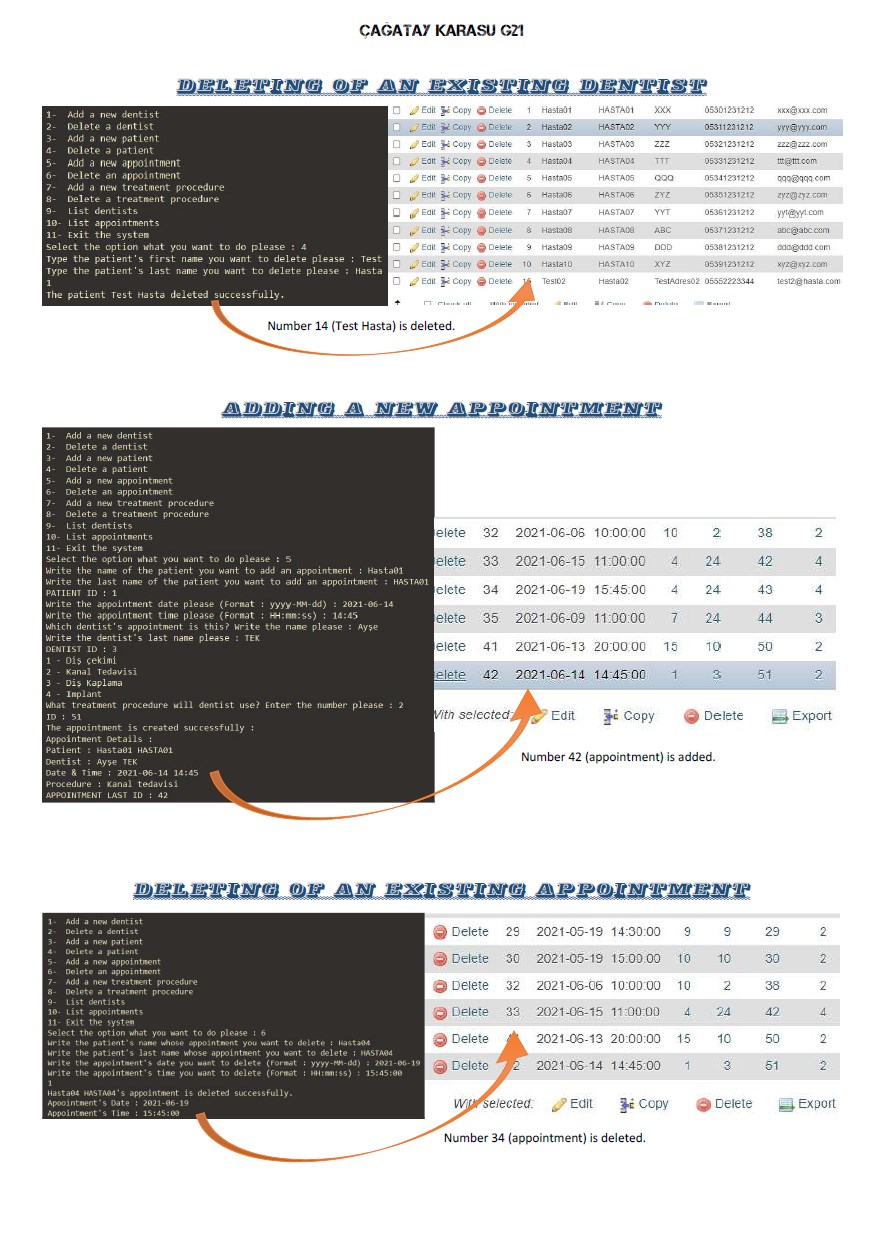 ÇAĞATAY KARASU G21
DELETING OF AN EXISTING DENTIST
1- Add a new dentist
2- Delete a dentist
3- Add a new patient
4- Delete a patient
5- Add a new appointment
6- Delete an appointment
7- Add a new treatment procedure
8- Delete a treatment procedure
9- List dentists
10- List appointments
11- Exit the system
Select the option what you want to do please : 4
Type the patient's first name you want to delete please : Test
Type the patient's last name you want to delete please : Hasta
1
The patient Test Hasta deleted successfully.
Edit Copy Delete 1 Hasta01 HASTA01 XXX 05301231212 xxx@xxx.com
Edit Copy Delete 2 Hasta02 HASTA02 YYY 05311231212 yyy@yyy.com
Edit Copy Delete 3 Hasta03 HASTA03 ZZZ 05321231212 zzz@zzz.com
Edit Copy Delete 4 Hasta04 HASTA04 TTT 05331231212 ttt@ttt.com
Edit Copy Delete 5 Hasta05 HASTA05 QQQ 05341231212 qqq@qqq.com
Edit Copy Delete 6 Hasta06 HASTA06 ZYZ 05351231212 zyz@zyz.com
Edit Copy Delete 7 Hasta07 HASTA07 YYT 05361231212 yyt@yyt.com
Edit Copy Delete 8 Hasta08 HASTA08 ABC 05371231212 abc@abc.com
Edit Copy Delete 9 Hasta09 HASTA09 DDD 05381231212 ddd@ddd.com
Edit Copy Delete 10 Hasta10 HASTA10 XYZ 05391231212 xyz@xyz.com
Edit Copy Delete Test02 Hasta02 TestAdres02 05552223344 test2@hasta.com
Number 14 (Test Hasta) is deleted.
ADDING A NEW APPOINTMENT
1- Add a new dentist
2- Delete a dentist
3- Add a new patient
4- Delete a patient
5- Add a new appointment
6- Delete an appointment
7- Add a new treatment procedure
8- Delete a treatment procedure
9- List dentists
10- List appointments
11- Exit the system
Select the option what you want to do please : 5
Write the name of the patient you want to add an appointment : Hasta01
Write the last name of the patient you want to add an appointment : HASTA01
PATIENT ID : 1
Write the appointment date please (Format : yyyy-MM-dd) : 2021-06-14
Write the appointment time please (Format : HH:mm:ss) : 14:45
Which dentist's appointment is this? Write the name please : Ayşe
Write the dentist's last name please : TEK
DENTIST ID : 3
1 - Diş çekimi
2 - Kanal Tedavisi
3 - Diş Kaplama
4 - Implant
What treatment procedure will dentist use? Enter the number please : 2
ID : 51
The appointment is created successfully :
Appointment Details :
Patient : Hasta01 HASTA01
Dentist : Ayşe TEK
Date & Time : 2021-06-14 14:45
Procedure : Kanal tedavisi
APPOINTMENT LAST ID : 42
elete 32 2021-06-06 10:00:00 10 2 38 2
elete 33 2021-06-15 11:00:00 4 24 42 4
elete 34 2021-06-19 15:45:00 4 24 43 4
elete 35 2021-06-09 11:00:00 7 24 44 3
elete 41 2021-06-13 20:00:00 15 10 50 2
elete 42 2021-06-14 14:45:00 1 3 51 2
With selected: Edit Copy Delete Export
Number 42 (appointment) is added.
DELETING OF AN EXISTING APPOINTMENT
1- Add a new dentist
2- Delete a dentist
3- Add a new patient
4- Delete a patient
5- Add a new appointment
6- Delete an appointment
7- Add a new treatment procedure
8- Delete a treatment procedure
9- List dentists
10- List appointments
11- Exit the system
Select the option what you want to do please : 6
Write the patient's name whose appointment you want to delete : Hasta04
Write the patient's last name whose appointment you want to delete : HASTA04
Write the appointment's date you want to delete (Format : yyyy-MM-dd) : 2021-06-19
Write the appointment's time you want to delete (Format : HH:mm:ss) : 15:45:00
1
Hasta04 HASTA04's appointment is deleted successfully.
Appointment's Date : 2021-06-19
Appointment's Time : 15:45:00
Delete 29 2021-05-19 14:30:00 9 9 29 2
Delete 30 2021-05-19 15:00:00 10 10 30 2
Delete 32 2021-06-06 10:00:00 10 2 38 2
Delete 33 2021-06-15 11:00:00 4 24 42 4
Delete 2021-06-13 20:00:00 15 10 50 2
Delete 2 2021-06-14 14:45:00 1 3 51 2
With selected: Edit Copy Delete Export
Number 34 (appointment) is deleted.